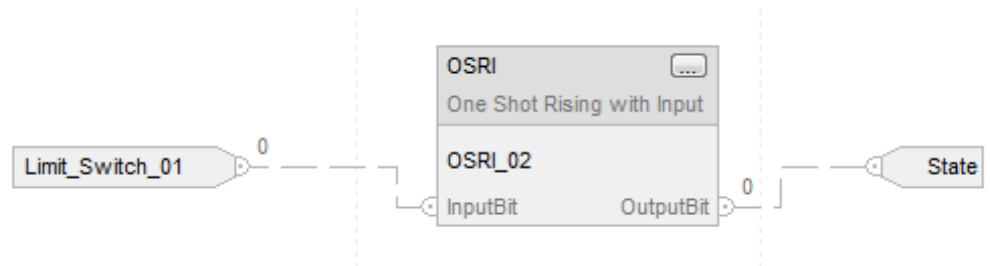 OSRI
...
One Shot Rising with Input
0
Limit_Switch_01
OSRI_02
State
0
InputBit
OutputBit